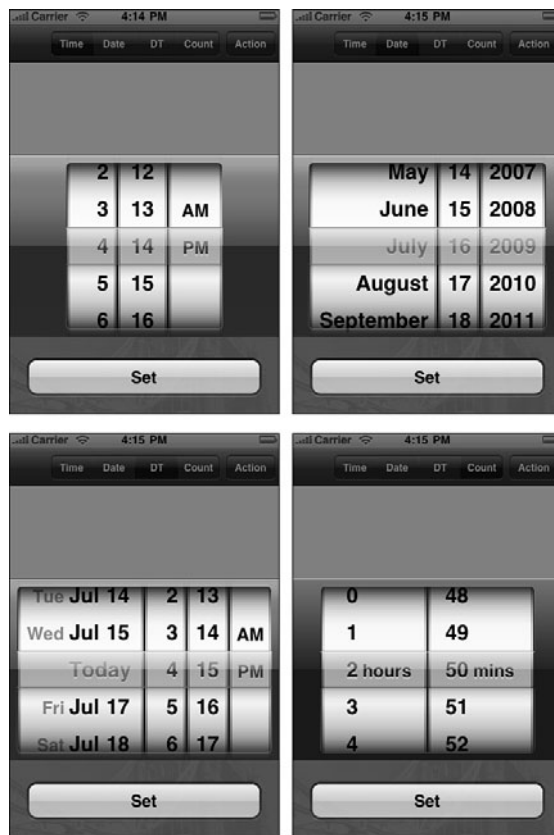 Carrier 4:14 PM
Time Date DT Count Action
2 12
3 13 AM
4 14 PM
5 15
6 16
Set
Carrier 4:15 PM
Time Date DT Count Action
May 14 2007
June 15 2008
July 16 2009
August 17 2010
September 18 2011
Set
Carrier 4:15 PM
Time Date DT Count Action
Tue Jul 14 2 13
Wed Jul 15 3 14 AM
Today 4 15 PM
Fri Jul 17 5 16
Sat Jul 18 6 17
Set
Carrier 4:15 PM
Time Date DT Count Action
0 48
1 49
2 hours 50 mins
3 51
4 52
Set